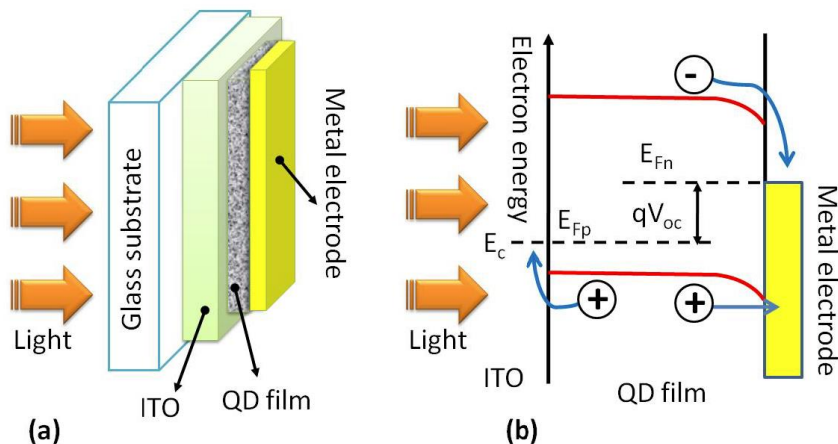 Glass substrate
Metal electrode
Light
ITO
QD film
(a)
(b)
Electron energy
-
E_Fn
qV_oc
E_Fp
E_c
+
+
Light
ITO
QD film
Metal electrode